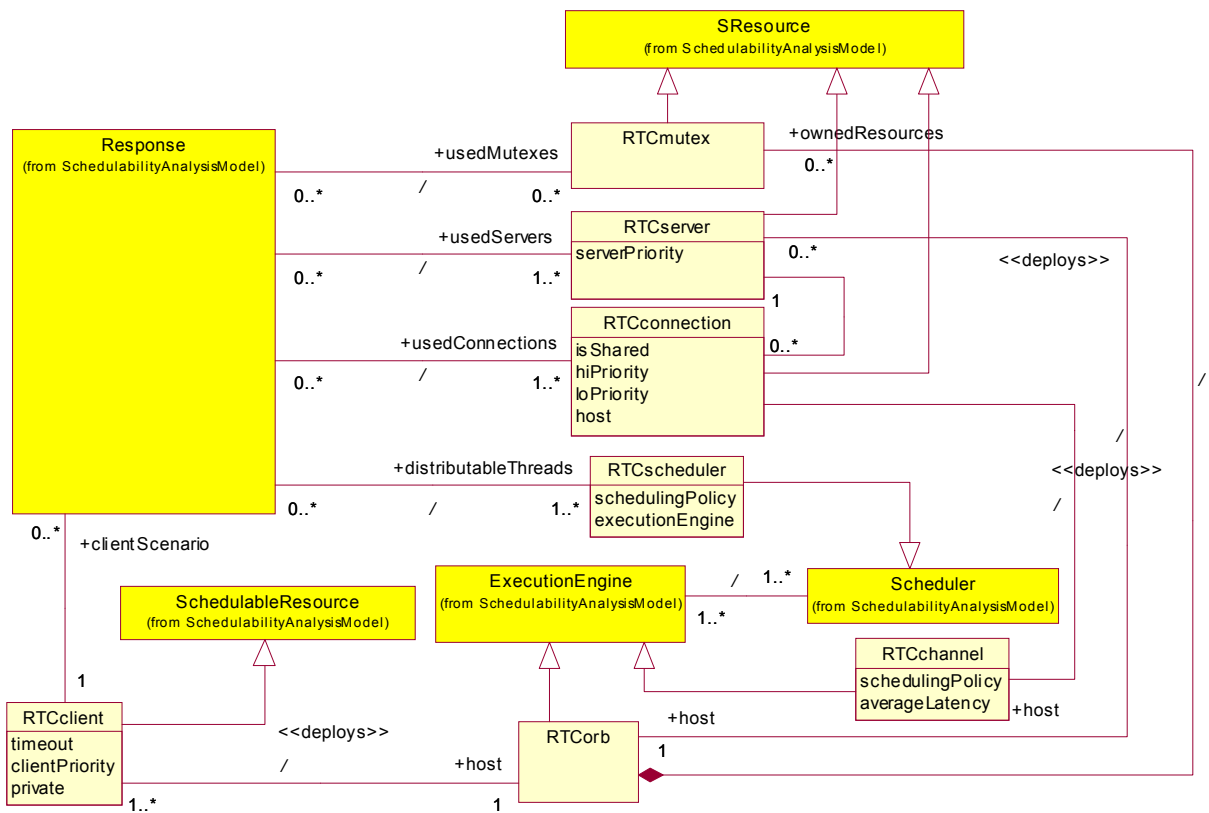 SResource
(from SchedulabilityAnalysisModel)
Response
(from SchedulabilityAnalysisModel)
+usedMutexes
0..*
/
0..*
RTCmutex
+ownedResources
0..*
+usedServers
0..*
/
1..*
RTCserver
serverPriority
0..*
<<deploys>>
1
+usedConnections
0..*
/
1..*
RTCconnection
isShared
hiPriority
loPriority
host
0..*
/
/
+distributableThreads
0..*
/
1..*
RTCscheduler
schedulingPolicy
executionEngine
<<deploys>>
/
0..*
+clientScenario
ExecutionEngine
(from SchedulabilityAnalysisModel)
/
1..*
1..*
Scheduler
(from SchedulabilityAnalysisModel)
SchedulableResource
(from SchedulabilityAnalysisModel)
RTCchannel
schedulingPolicy
averageLatency
+host
1
RTCclient
timeout
clientPriority
private
<<deploys>>
/
1..*
+host
1
RTCorb
+host
1